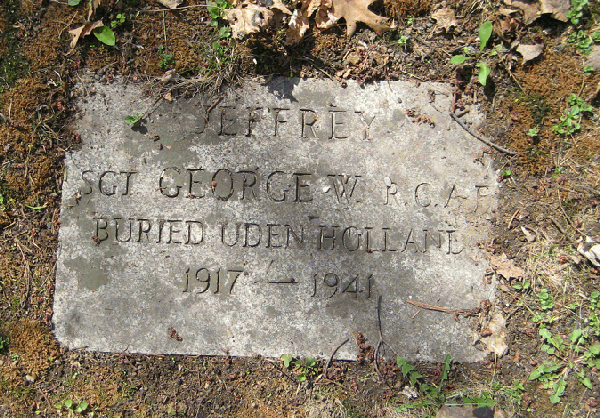 JEFFREY
SGT. GEORGE W. R.C.A.F.
BURIED UDEN HOLLAND
1917 — 1941